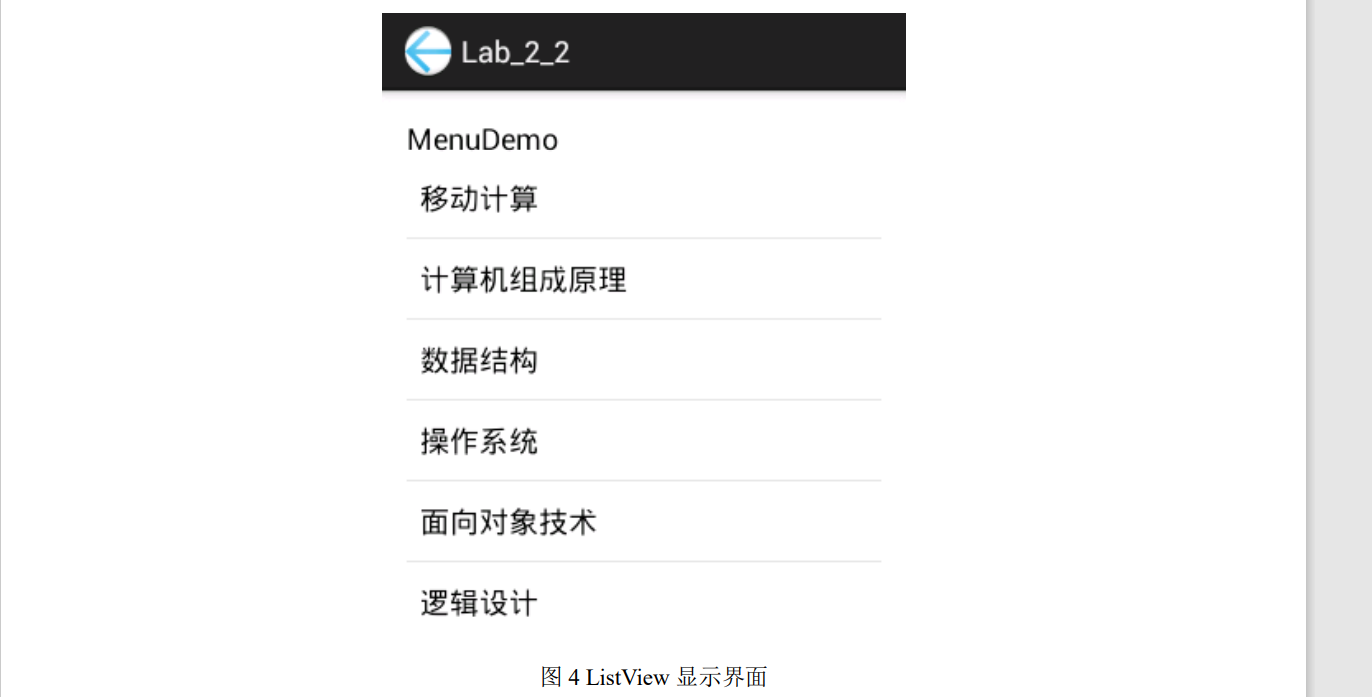 Lab_2_2
MenuDemo
移动计算
计算机组成原理
数据结构
操作系统
面向对象技术
逻辑设计
图 4 ListView 显示界面